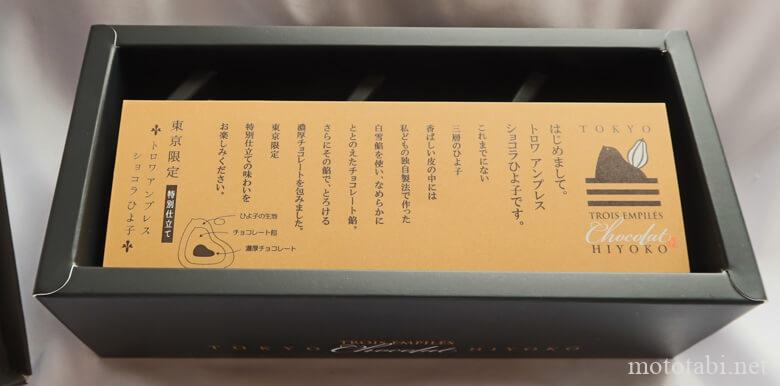 TOKYO
TROIS EMPILÉS
Chocolat
HIYOKO
はじめまして。
トロワ アンプレス
ショコラひよ子です。
これまでにない
三層のひよ子
香ばしい皮の中には
私どもの独自製法で作った
白雪餡を使い、なめらかに
ととのえたチョコレート餡。
さらにその餡で、とろける
濃厚チョコレートを包みました。
東京限定
特別仕立ての味わいを
お楽しみください。
東京限定 特別仕立て
トロワ アンプレス
ショコラひよ子
ひよ子の生地
チョコレート餡
濃厚チョコレート
TROIS EMPILÉS
TOKYO Chocolat HIYOKO
mototabi.net